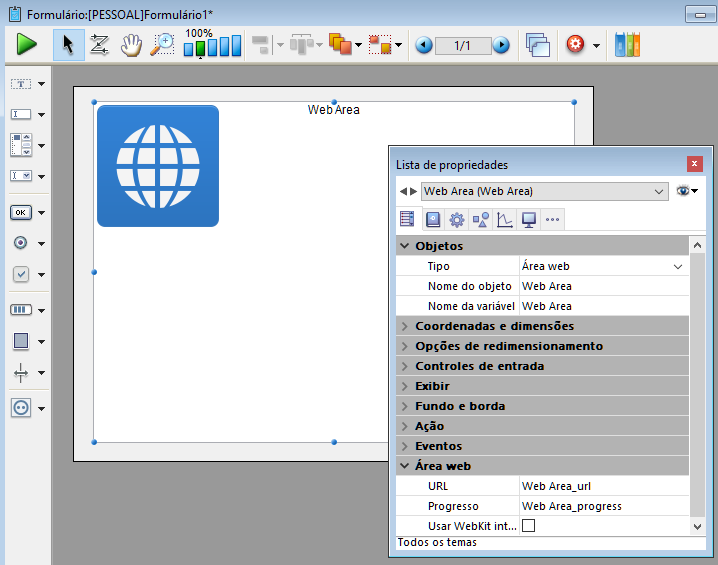 Formulário:[PESSOAL]Formulário1*
100%
1/1
Web Area
Lista de propriedades
Web Area (Web Area)
Objetos
Tipo Área web
Nome do objeto Web Area
Nome da variável Web Area
Coordenadas e dimensões
Opções de redimensionamento
Controles de entrada
Exibir
Fundo e borda
Ação
Eventos
Área web
URL Web Area_url
Progresso Web Area_progress
Usar WebKit int...
Todos os temas
T
OK